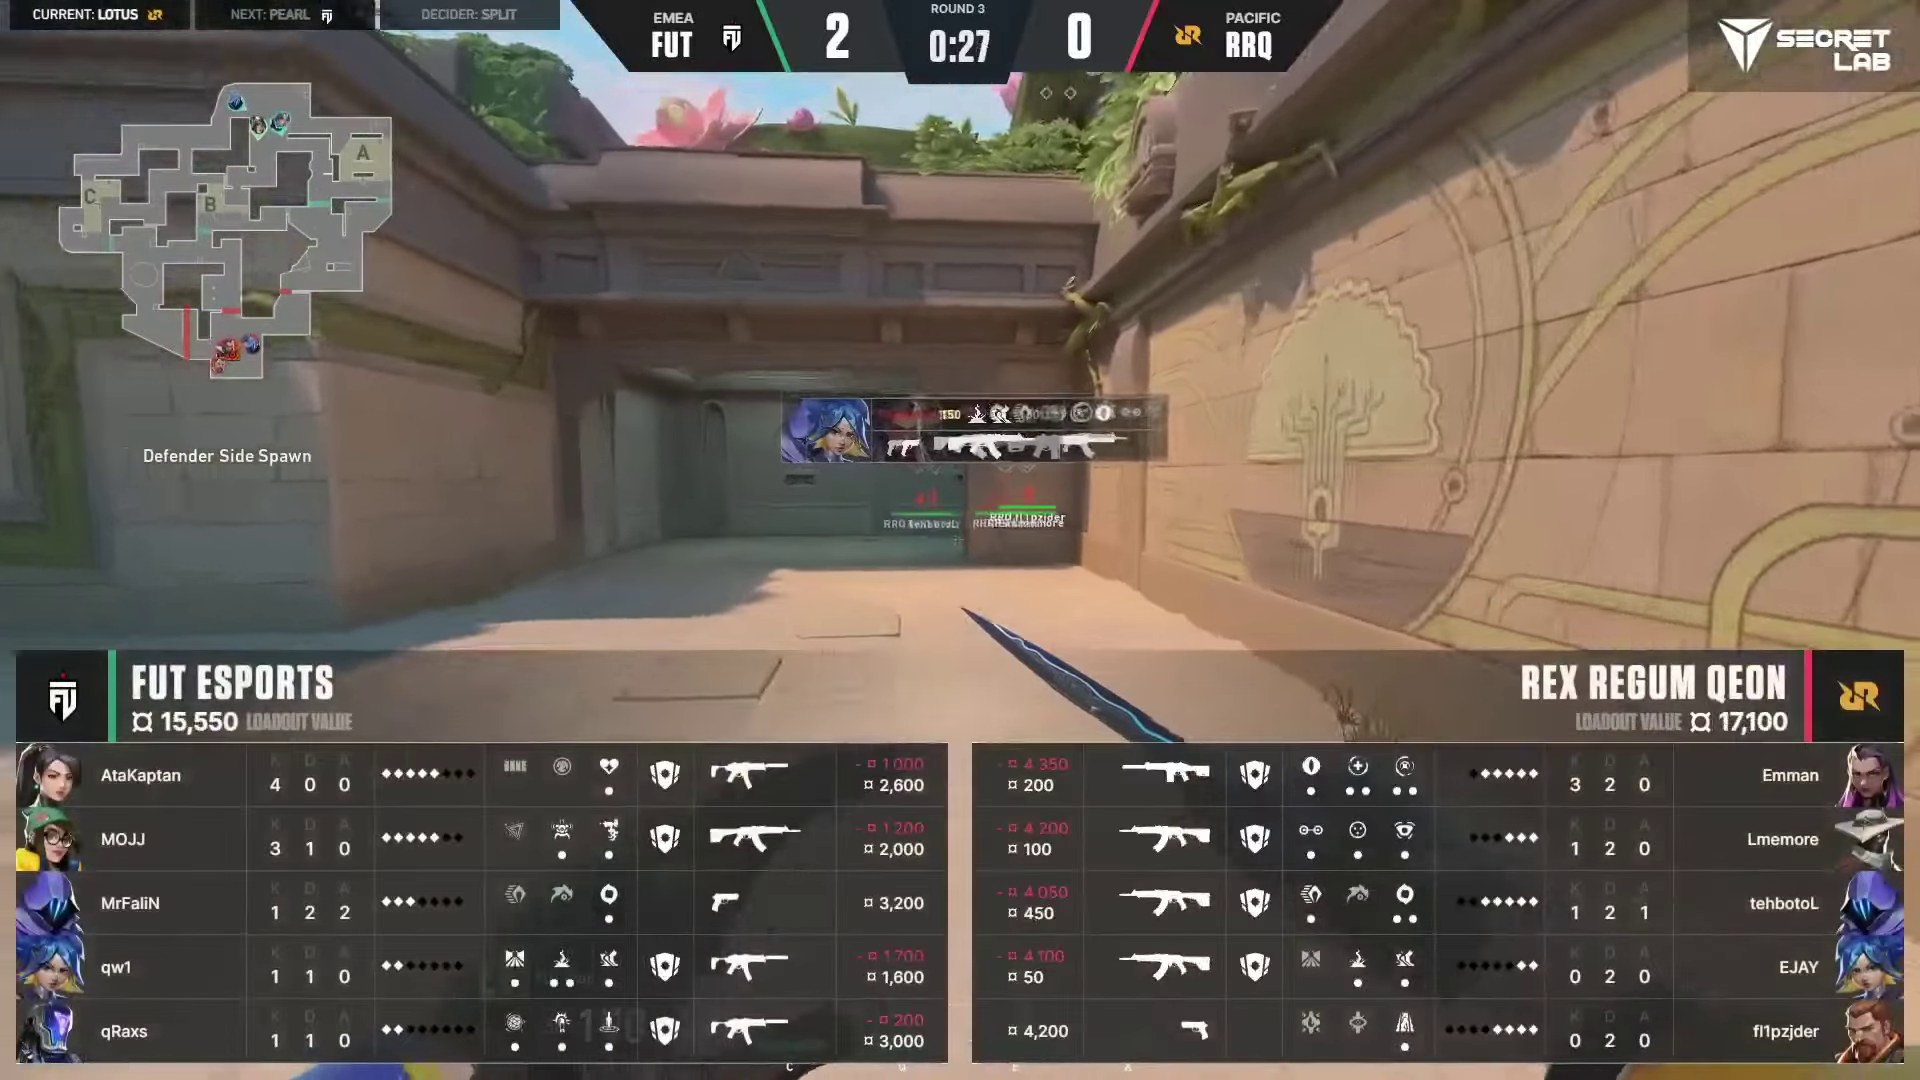 CURRENT: LOTUS
NEXT: PEARL
DECIDER: SPLIT
EMEA
FUT
2
ROUND 3
0:27
0
PACIFIC
RRQ
SECRET
LAB
A
C
B
Defender Side Spawn
FUT ESPORTS
15,550 LOADOUT VALUE
REX REGUM QEON
LOADOUT VALUE 17,100
AtaKaptan
K D A
4 0 0
- 1,000
2,600
MOJJ
K D A
3 1 0
- 1,200
2,000
MrFaliN
K D A
1 2 2
3,200
qw1
K D A
1 1 0
- 1,700
1,600
qRaxs
K D A
1 1 0
- 200
3,000
- 4,350
200
K D A
3 2 0
Emman
- 4,200
100
K D A
1 2 0
Lmemore
- 4,050
450
K D A
1 2 1
tehbotoL
- 4,100
50
K D A
0 2 0
EJAY
4,200
K D A
0 2 0
fl1pzjder